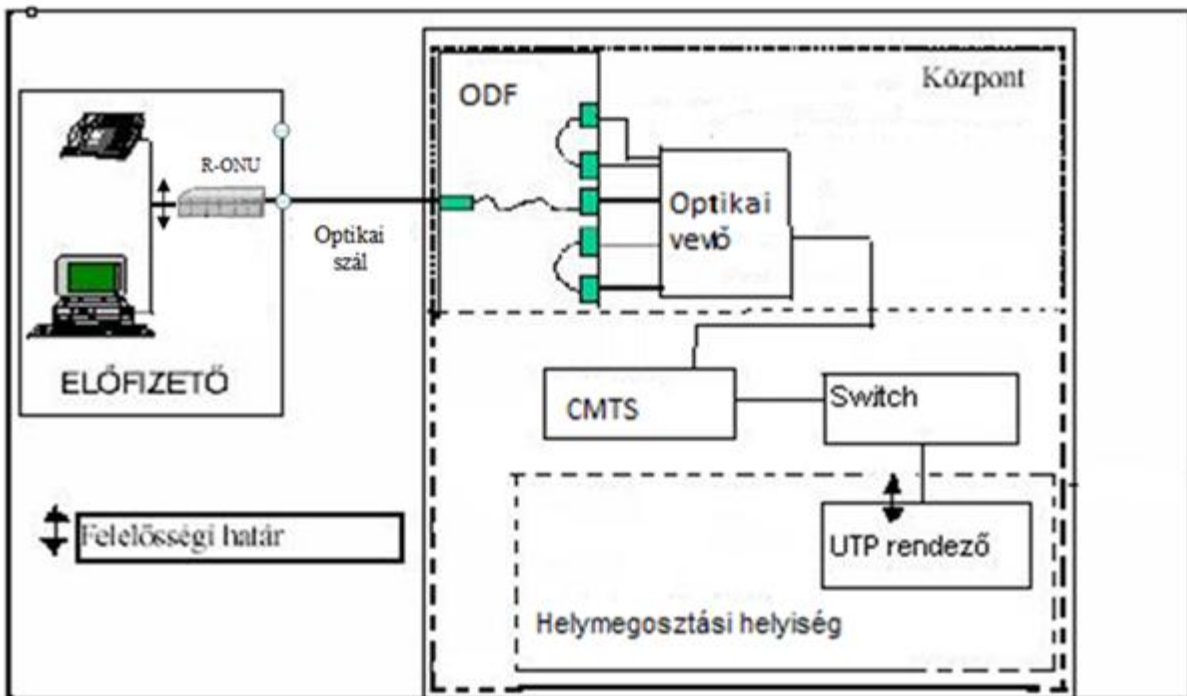 ODF
Központ
R-ONU
Optikai
szál
Optikai
vevő
ELŐFIZETŐ
CMTS
Switch
Felelősségi határ
UTP rendező
Helymegosztási helyiség